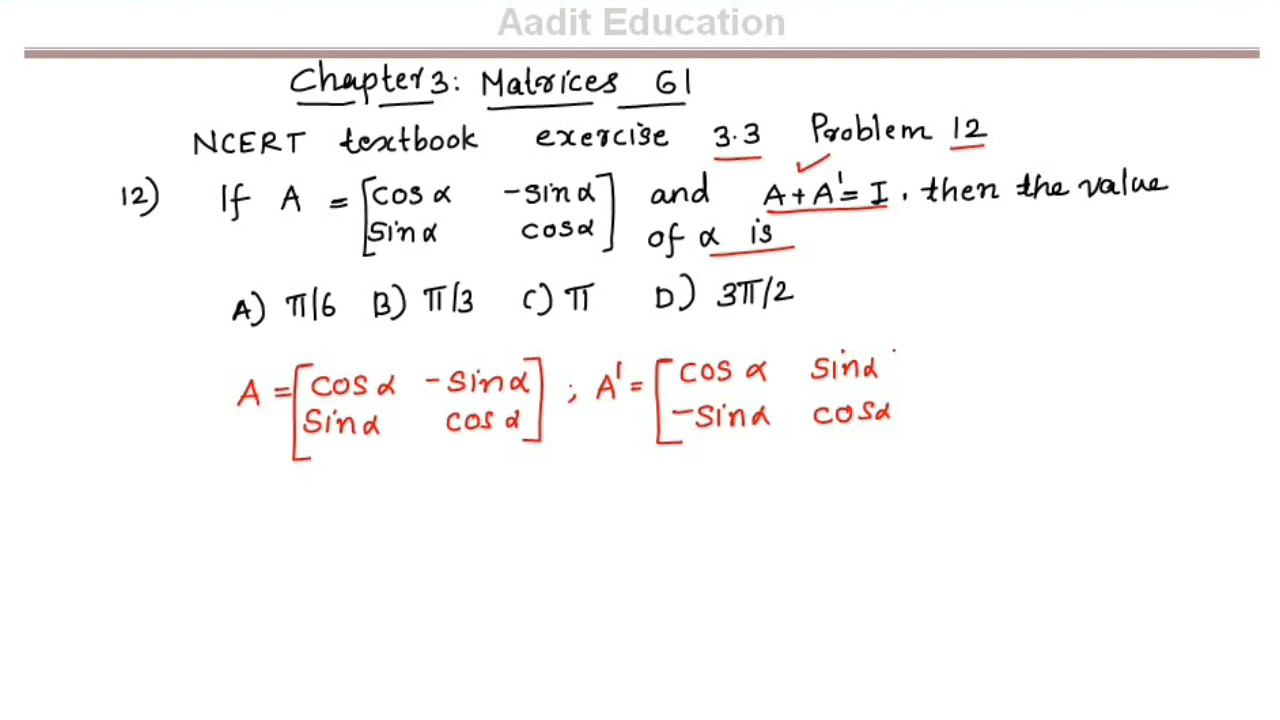 Aadit Education
Chapter 3: Matrices 61
NCERT textbook exercise 3.3 Problem 12
12) If A = [cos α -sin α and A + A' = I, then the value
sin α cos α] of α is
A) π/6 B) π/3 C) π D) 3π/2
A = [cos α -sin α ; A' = [cos α sin α
sin α cos α] -sin α cos α